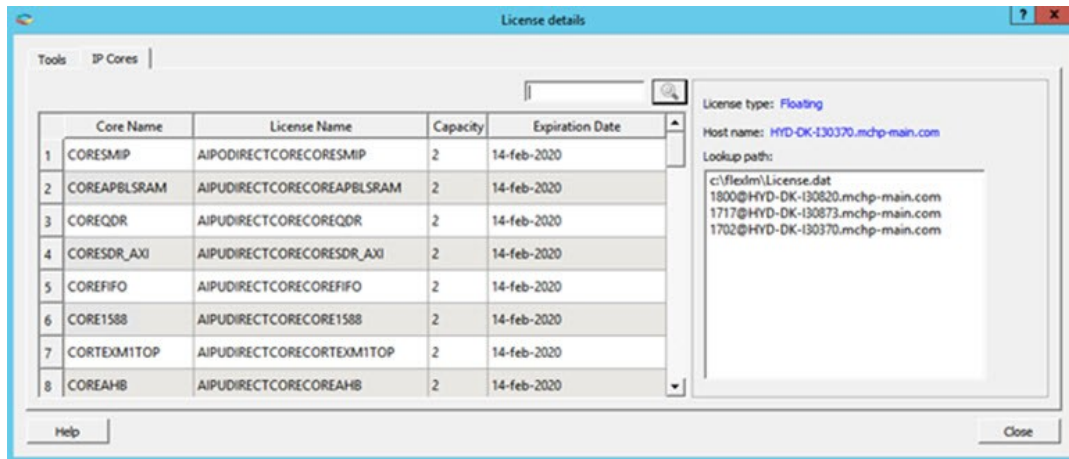 License details
? x
Tools IP Cores
Core Name License Name Capacity Expiration Date
1 CORESMIP AIPODIRECTCORECORESMIP 2 14-feb-2020
2 COREAPBLSRAM AIPUDIRECTCORECOREAPBLSRAM 2 14-feb-2020
3 COREQDR AIPUDIRECTCORECOREQDR 2 14-feb-2020
4 CORESDR_AXI AIPUDIRECTCORECORESDR_AXI 2 14-feb-2020
5 COREFIFO AIPUDIRECTCORECOREFIFO 2 14-feb-2020
6 CORE1588 AIPUDIRECTCORECORE1588 2 14-feb-2020
7 CORTEXM1TOP AIPUDIRECTCORECORTEXM1TOP 2 14-feb-2020
8 COREAHB AIPUDIRECTCORECOREAHB 2 14-feb-2020
License type: Floating
Host name: HYD-DK-I30370.mchp-main.com
Lookup path:
c:\flexlm\License.dat
1800@HYD-DK-I30820.mchp-main.com
1717@HYD-DK-I30873.mchp-main.com
1702@HYD-DK-I30370.mchp-main.com
Help
Close